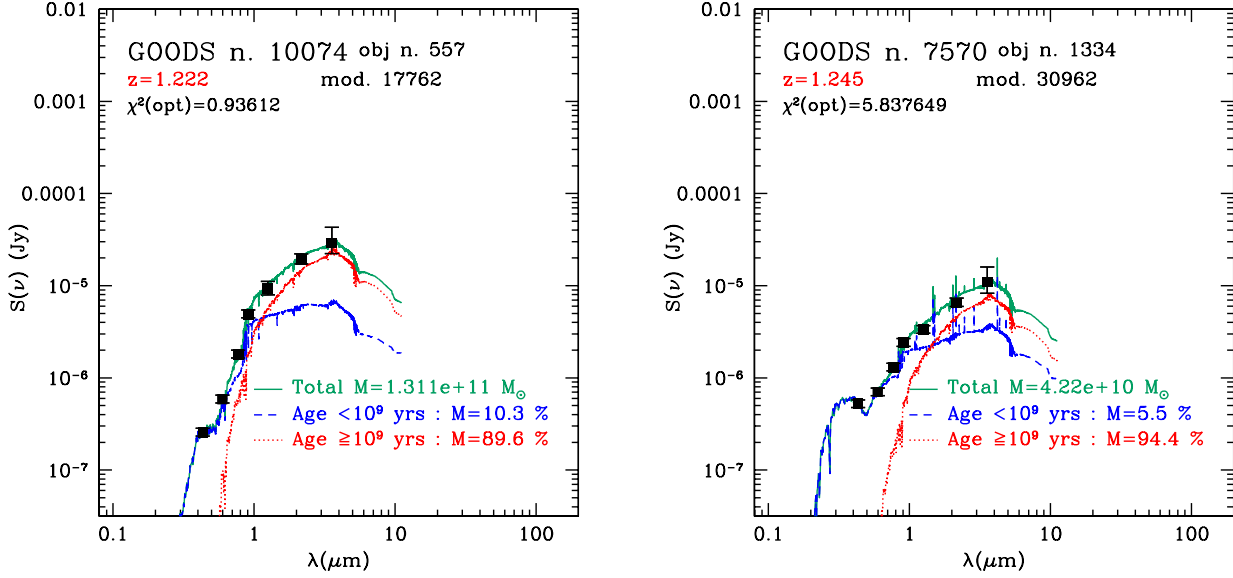 GOODS n. 10074 obj n. 557
z=1.222 mod. 17762
χ²(opt)=0.93612
0.01
0.001
0.0001
10⁻⁵
10⁻⁶
10⁻⁷
S(ν) (Jy)
Total M=1.311e+11 M☉
Age <10⁹ yrs : M=10.3 %
Age ≧10⁹ yrs : M=89.6 %
0.1 1 10 100
λ(μm)
GOODS n. 7570 obj n. 1334
z=1.245 mod. 30962
χ²(opt)=5.837649
0.01
0.001
0.0001
10⁻⁵
10⁻⁶
10⁻⁷
S(ν) (Jy)
Total M=4.22e+10 M☉
Age <10⁹ yrs : M=5.5 %
Age ≧10⁹ yrs : M=94.4 %
0.1 1 10 100
λ(μm)